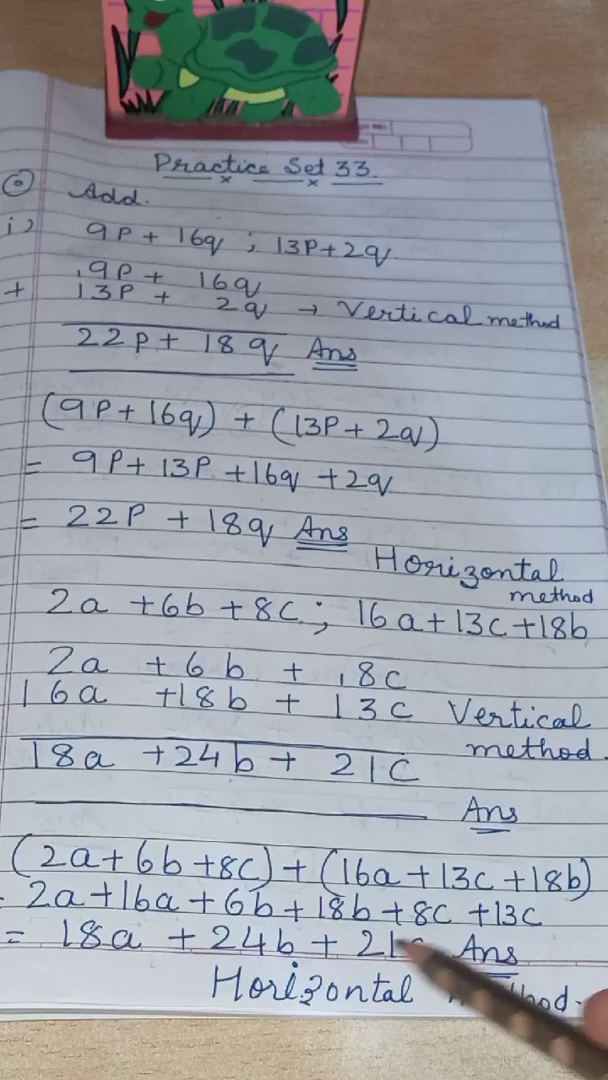 Practice Set 33.
Add.
i) 9P + 16q ; 13P + 2q
9P + 16q
+ 13P + 2q → Vertical method
22P + 18q Ans
(9P + 16q) + (13P + 2q)
= 9P + 13P + 16q + 2q
= 22P + 18q Ans
Horizontal method
2a + 6b + 8c ; 16a + 13c + 18b
2a + 6b + 8c
16a + 18b + 13c Vertical method.
18a + 24b + 21C
Ans
(2a + 6b + 8c) + (16a + 13c + 18b)
= 2a + 16a + 6b + 18b + 8c + 13c
= 18a + 24b + 21c Ans
Horizontal method.